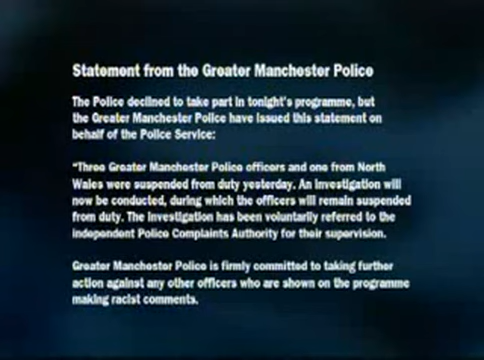 Statement from the Greater Manchester Police
The Police declined to take part in tonight's programme, but
the Greater Manchester Police have issued this statement on
behalf of the Police Service:
"Three Greater Manchester Police officers and one from North
Wales were suspended from duty yesterday. An investigation will
now be conducted, during which the officers will remain suspended
from duty. The investigation has been voluntarily referred to the
independent Police Complaints Authority for their supervision.
Greater Manchester Police is firmly committed to taking further
action against any other officers who are shown on the programme
making racist comments.